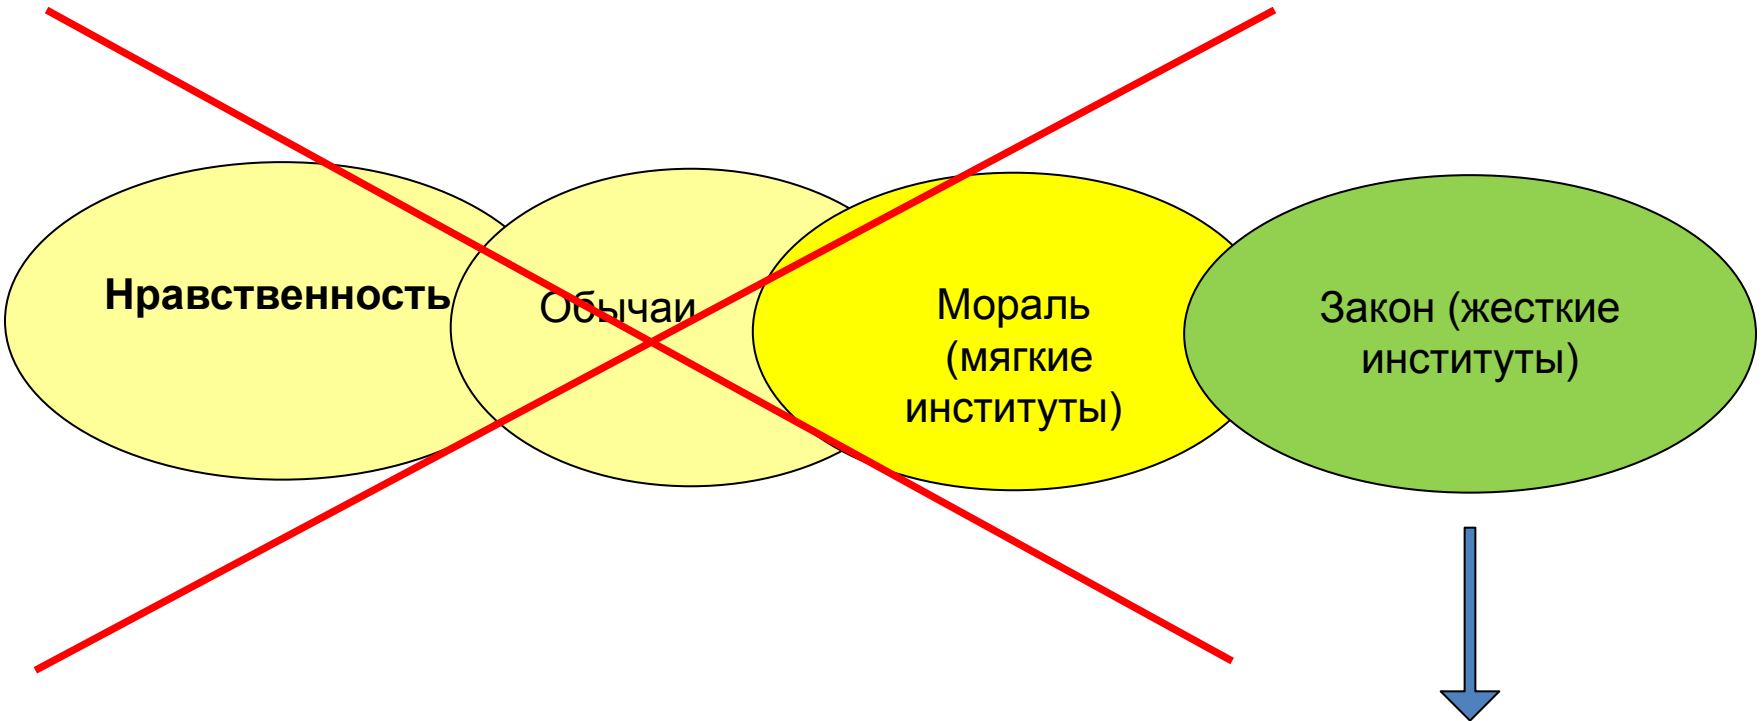 Нравственность
Обычаи
Мораль
(мягкие
институты)
Закон (жесткие
институты)